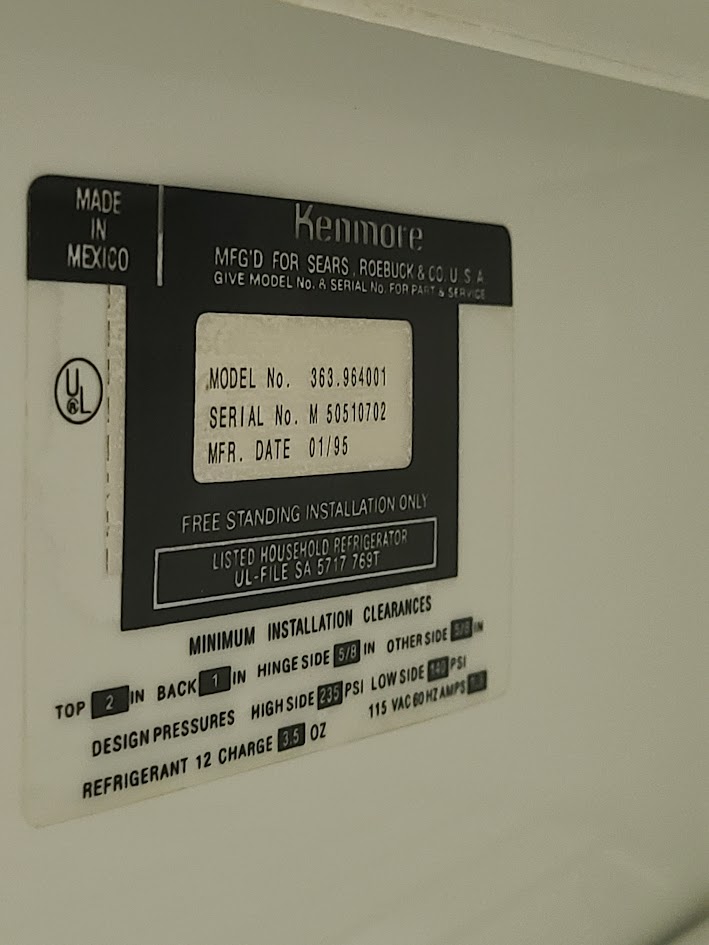 MADE
IN
MEXICO
Kenmore
MFG'D FOR SEARS, ROEBUCK & CO. U.S.A
GIVE MODEL No. & SERIAL No. FOR PART & SERVICE
UL
®
MODEL No. 363.964001
SERIAL No. M 50510702
MFR. DATE 01/95
FREE STANDING INSTALLATION ONLY
LISTED HOUSEHOLD REFRIGERATOR
UL-FILE SA 5717 769T
MINIMUM INSTALLATION CLEARANCES
TOP 2 IN BACK 1 IN HINGE SIDE 5/8 IN OTHER SIDE 5/8 IN
DESIGN PRESSURES HIGH SIDE 235 PSI LOW SIDE 140 PSI
REFRIGERANT 12 CHARGE 3.5 OZ 115 VAC 60 HZ AMPS